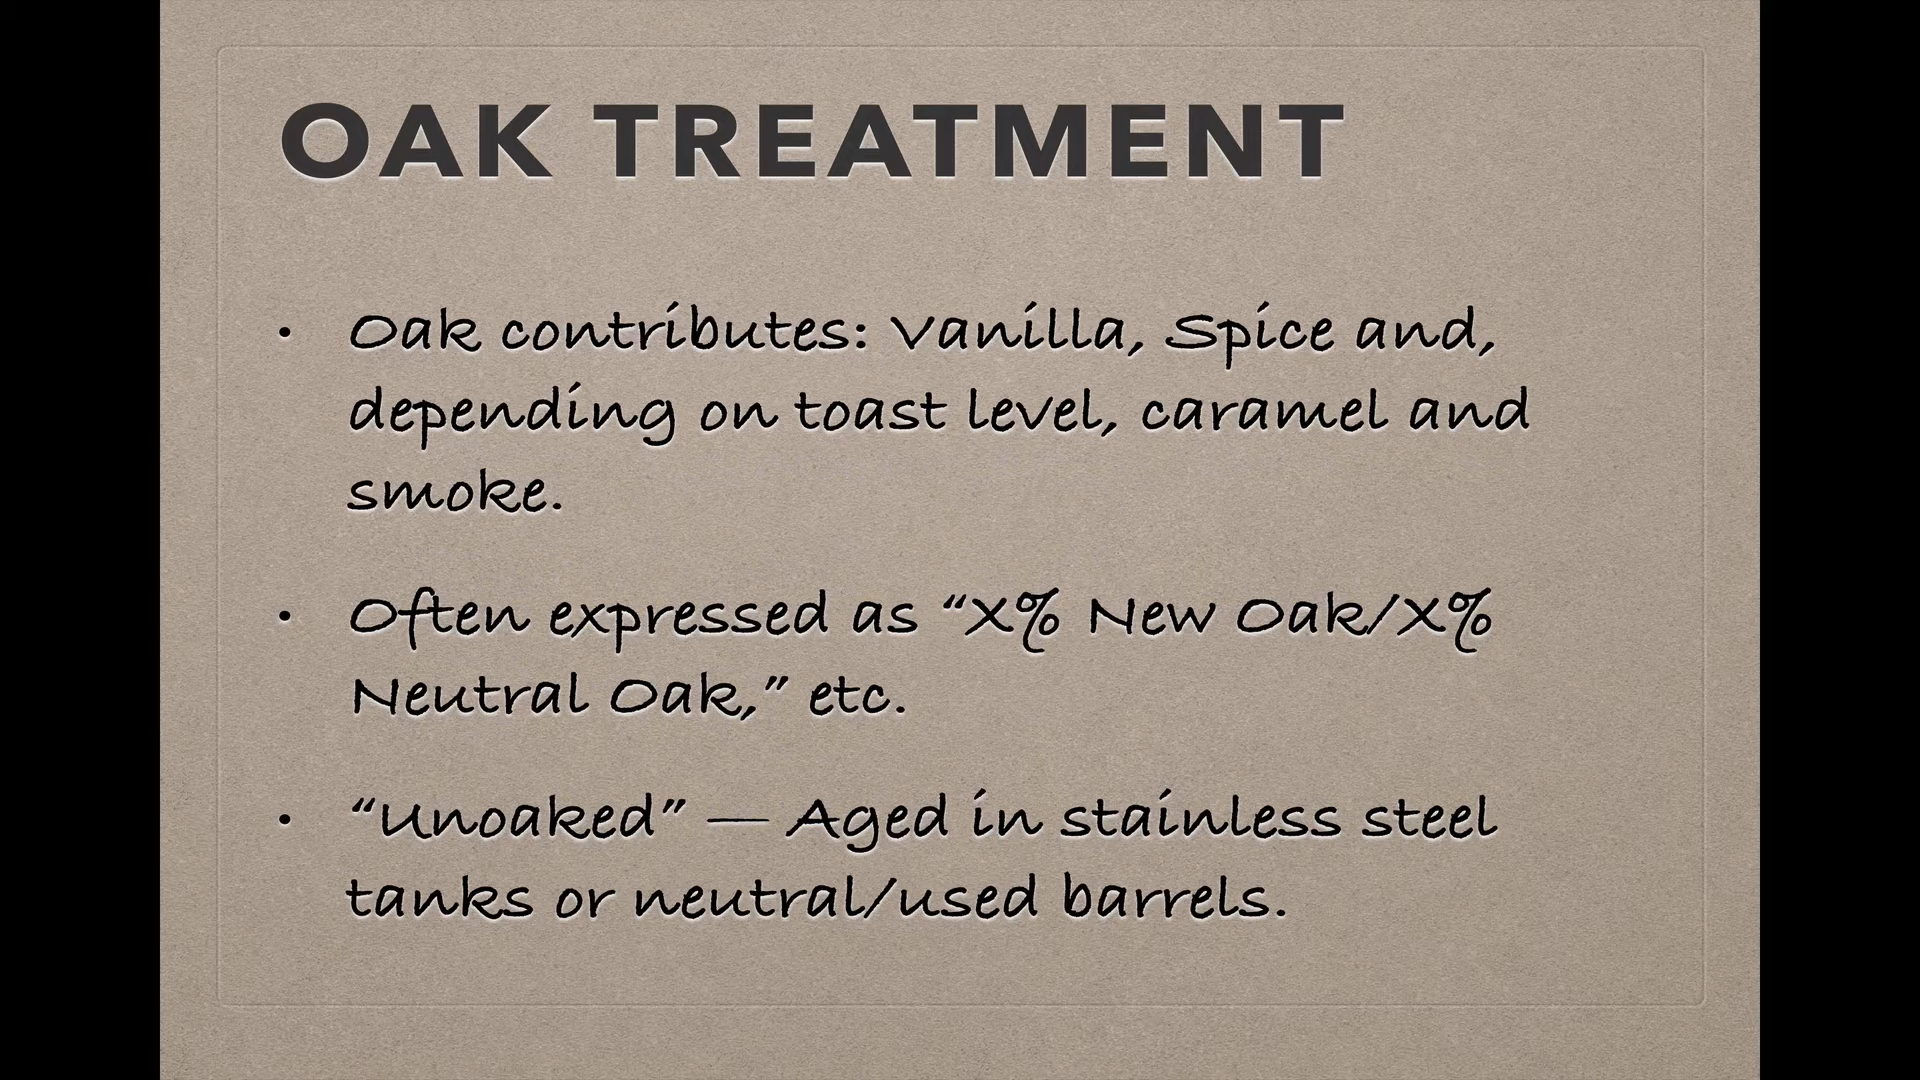 OAK TREATMENT
• Oak contributes: Vanilla, Spice and,
depending on toast level, caramel and
smoke.
• Often expressed as “X% New Oak/X%
Neutral Oak,” etc.
• “Unoaked” — Aged in stainless steel
tanks or neutral/used barrels.